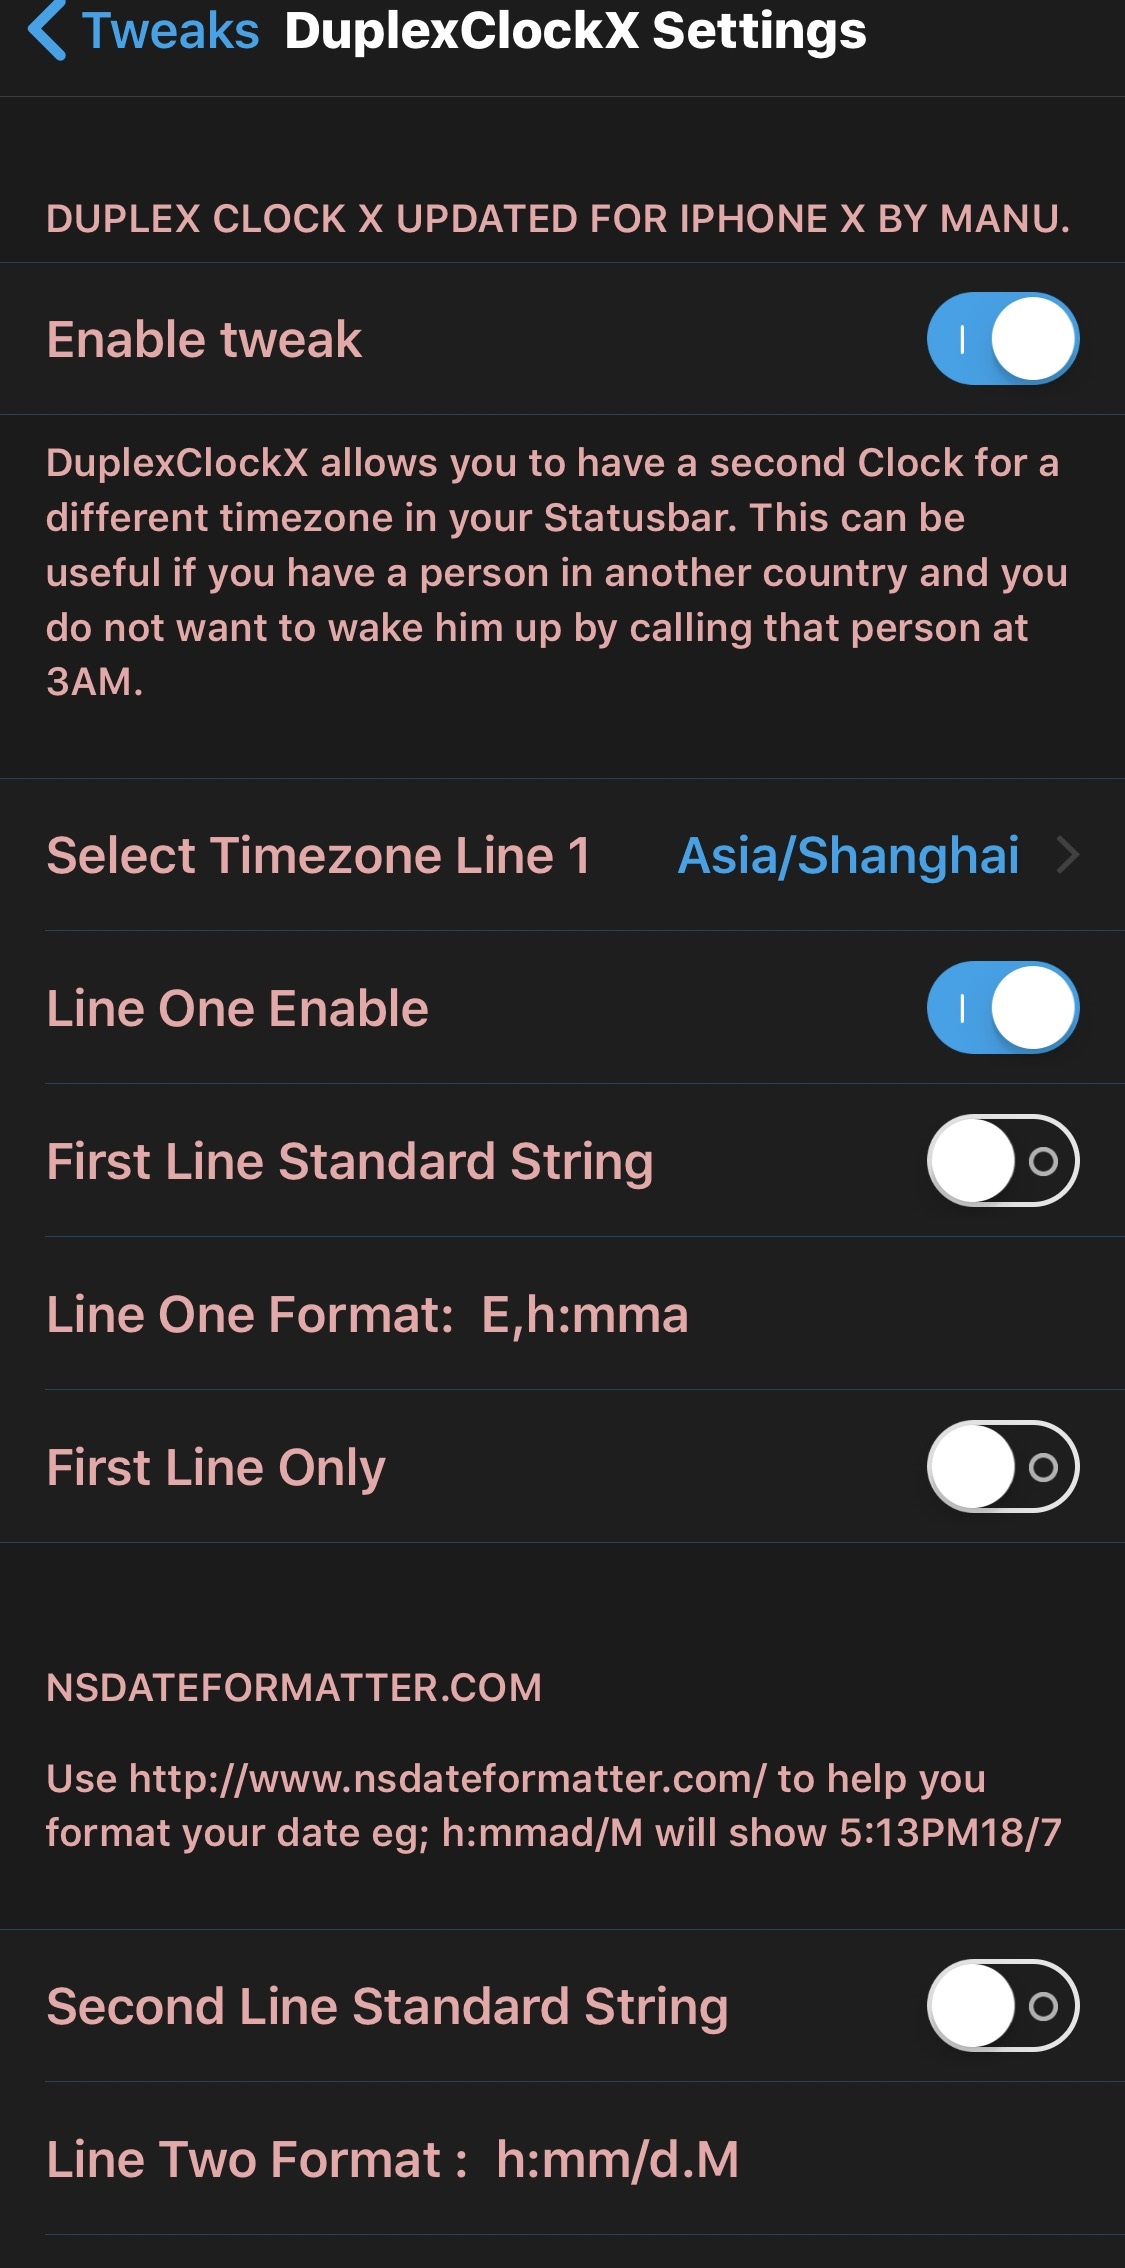 Tweaks DuplexClockX Settings
DUPLEX CLOCK X UPDATED FOR IPHONE X BY MANU.
Enable tweak
DuplexClockX allows you to have a second Clock for a
different timezone in your Statusbar. This can be
useful if you have a person in another country and you
do not want to wake him up by calling that person at
3AM.
Select Timezone Line 1 Asia/Shanghai
Line One Enable
First Line Standard String
Line One Format: E,h:mma
First Line Only
NSDATEFORMATTER.COM
Use http://www.nsdateformatter.com/ to help you
format your date eg; h:mmad/M will show 5:13PM18/7
Second Line Standard String
Line Two Format : h:mm/d.M